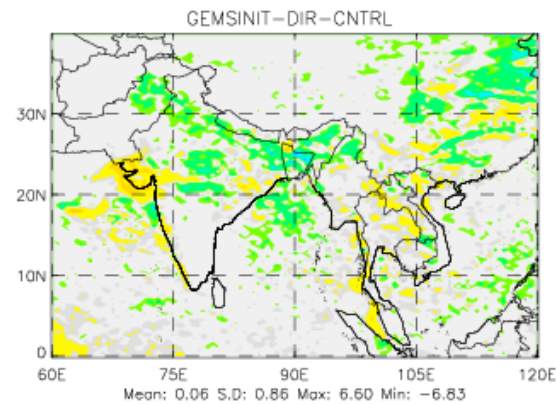 GEMSINIT-DIR-CNTRL
30N
20N
10N
0
60E 75E 90E 105E 120E
Mean: 0.06 S.D: 0.86 Max: 6.60 Min: -6.83